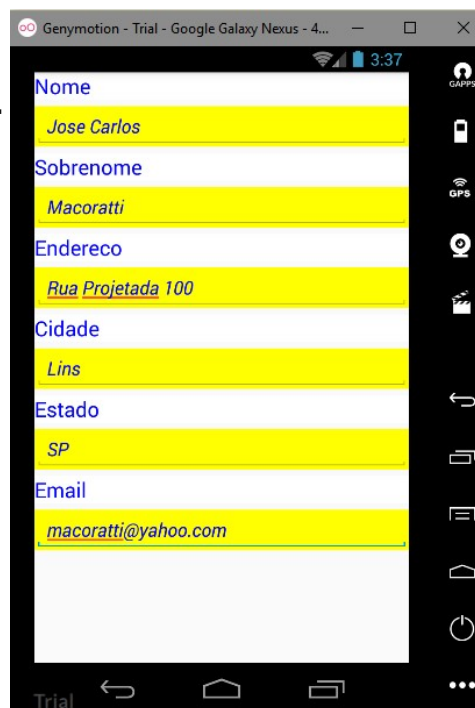 Genymotion - Trial - Google Galaxy Nexus - 4...
3:37
GAPPS
Nome
Jose Carlos
Sobrenome
Macoratti
GPS
Endereco
Rua Projetada 100
Cidade
Lins
Estado
SP
Email
macoratti@yahoo.com
Trial